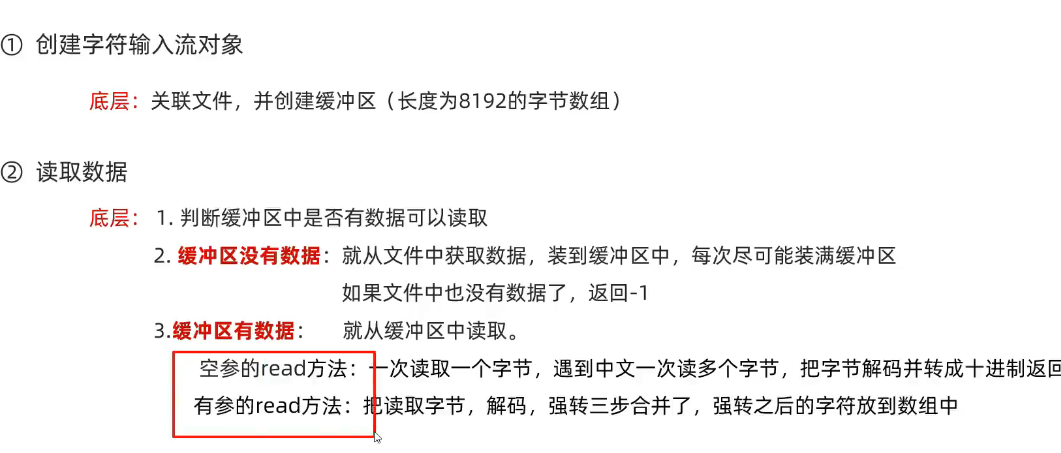 ① 创建字符输入流对象
底层：关联文件，并创建缓冲区（长度为8192的字节数组）
② 读取数据
底层： 1. 判断缓冲区中是否有数据可以读取
2. 缓冲区没有数据：就从文件中获取数据，装到缓冲区中，每次尽可能装满缓冲区
如果文件中也没有数据了，返回-1
3.缓冲区有数据： 就从缓冲区中读取。
空参的read方法：一次读取一个字节，遇到中文一次读多个字节，把字节解码并转成十进制返回
有参的read方法：把读取字节，解码，强转三步合并了，强转之后的字符放到数组中